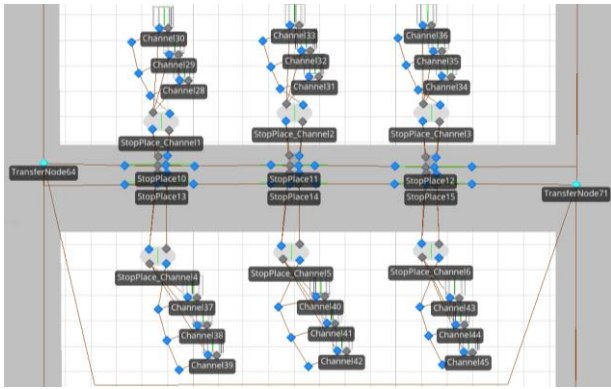 Channel30
Channel33
Channel36
Channel29
Channel32
Channel35
Channel28
Channel31
Channel34
StopPlace_Channel1
StopPlace_Channel2
StopPlace_Channel3
TransferNode64
StopPlace10
StopPlace11
StopPlace12
TransferNode71
StopPlace13
StopPlace14
StopPlace15
StopPlace_Channel4
StopPlace_Channel5
StopPlace_Channel6
Channel37
Channel40
Channel43
Channel38
Channel41
Channel44
Channel39
Channel42
Channel45